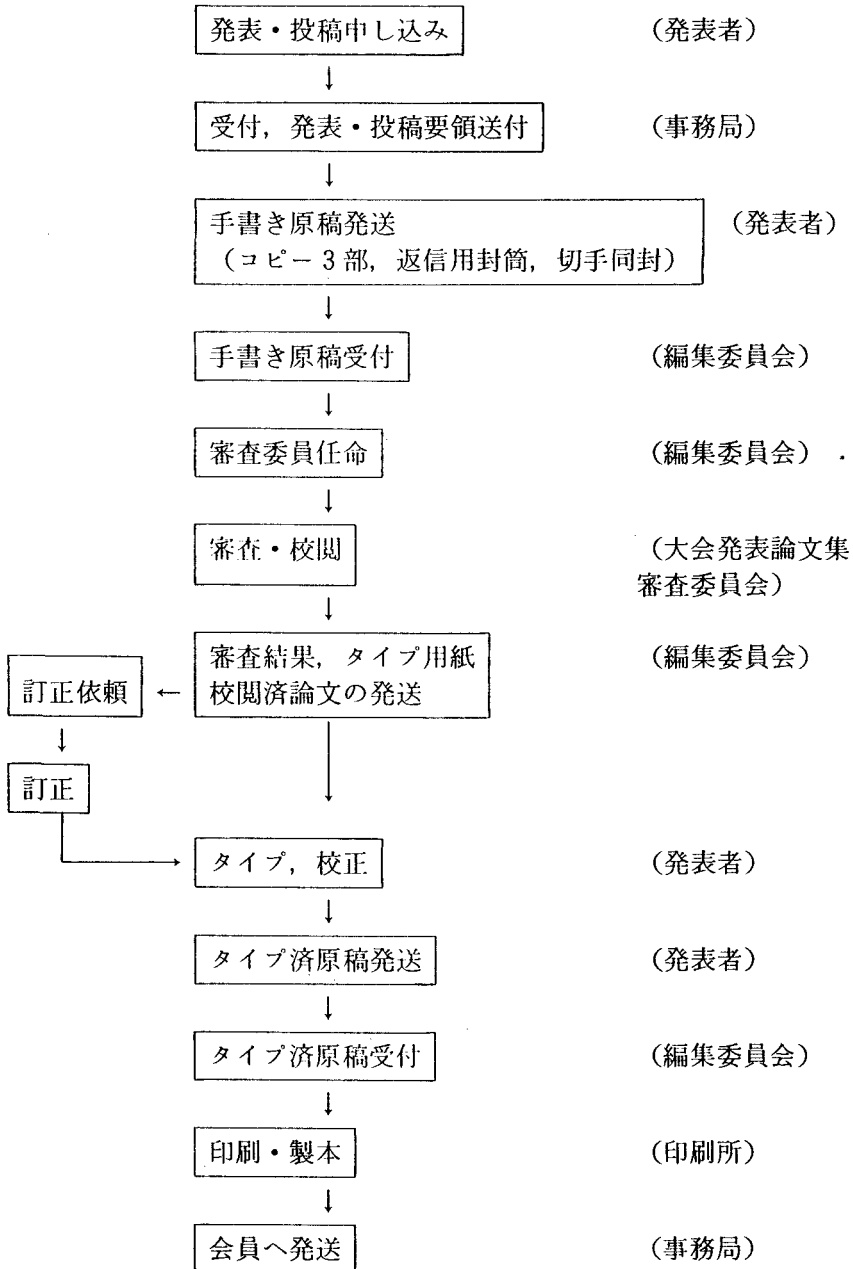 発表・投稿申し込み (発表者)
↓
受付，発表・投稿要領送付 (事務局)
↓
手書き原稿発送 (発表者)
（コピー3部，返信用封筒，切手同封）
↓
手書き原稿受付 (編集委員会)
↓
審査委員任命 (編集委員会)
↓
審査・校閲 (大会発表論文集
審査委員会)
↓
審査結果，タイプ用紙 (編集委員会)
校閲済論文の発送
← 訂正依頼
↓
訂正
↓
タイプ，校正 (発表者)
↓
タイプ済原稿発送 (発表者)
↓
タイプ済原稿受付 (編集委員会)
↓
印刷・製本 (印刷所)
↓
会員へ発送 (事務局)